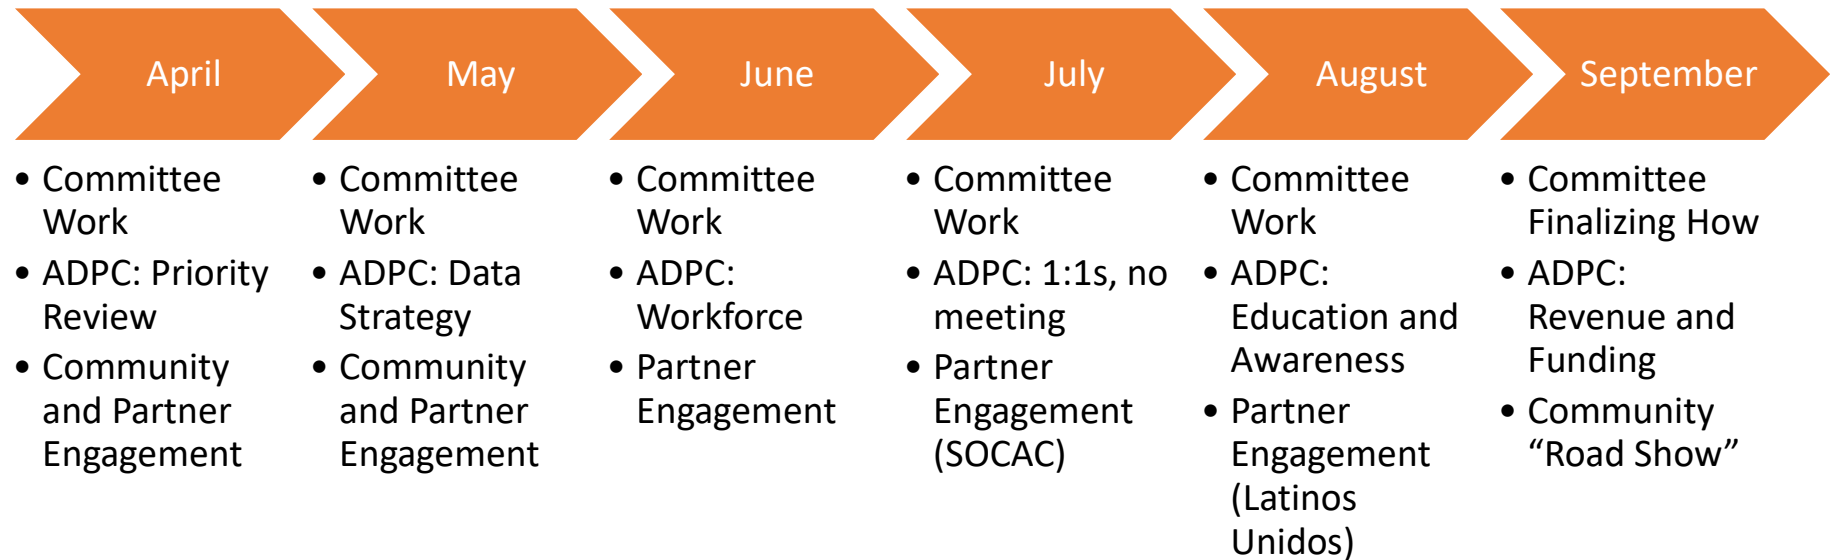 April
May
June
July
August
September
• Committee
Work
• ADPC: Priority
Review
• Community
and Partner
Engagement
• Committee
Work
• ADPC: Data
Strategy
• Community
and Partner
Engagement
• Committee
Work
• ADPC:
Workforce
• Partner
Engagement
• Committee
Work
• ADPC: 1:1s, no
meeting
• Partner
Engagement
(SOCAC)
• Committee
Work
• ADPC:
Education and
Awareness
• Partner
Engagement
(Latinos
Unidos)
• Committee
Finalizing How
• ADPC:
Revenue and
Funding
• Community
“Road Show”